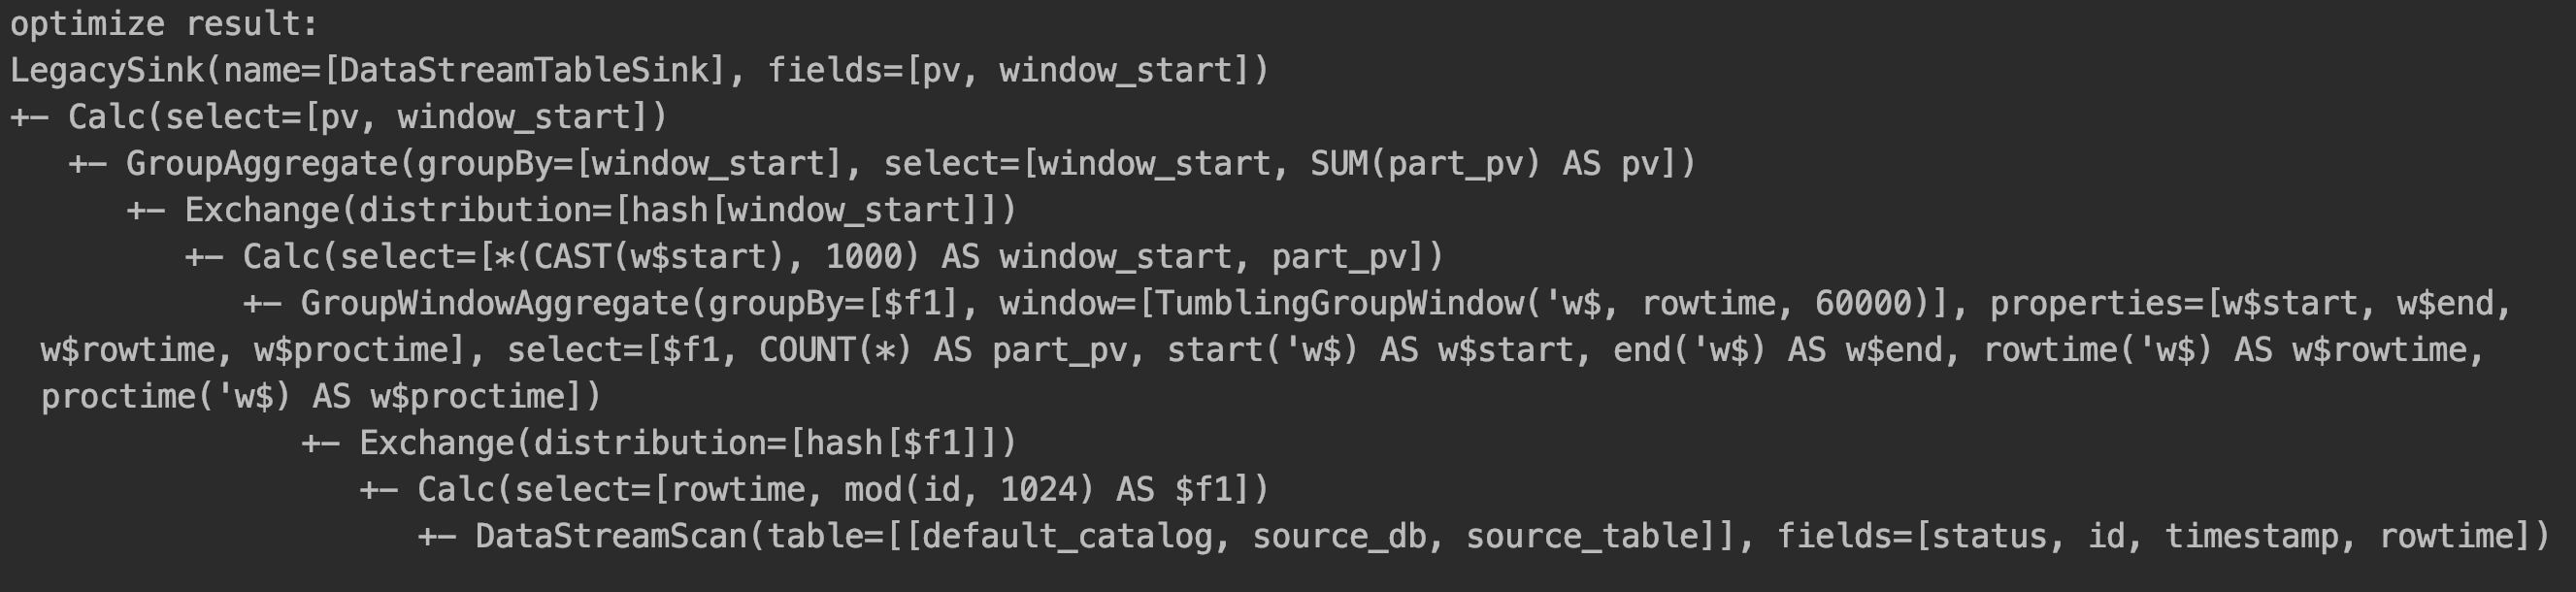 optimize result:
LegacySink(name=[DataStreamTableSink], fields=[pv, window_start])
+- Calc(select=[pv, window_start])
   +- GroupAggregate(groupBy=[window_start], select=[window_start, SUM(part_pv) AS pv])
      +- Exchange(distribution=[hash[window_start]])
         +- Calc(select=[*(CAST(w$start), 1000) AS window_start, part_pv])
            +- GroupWindowAggregate(groupBy=[$f1], window=[TumblingGroupWindow('w$, rowtime, 60000)], properties=[w$start, w$end,
 w$rowtime, w$proctime], select=[$f1, COUNT(*) AS part_pv, start('w$) AS w$start, end('w$) AS w$end, rowtime('w$) AS w$rowtime,
 proctime('w$) AS w$proctime])
               +- Exchange(distribution=[hash[$f1]])
                  +- Calc(select=[rowtime, mod(id, 1024) AS $f1])
                     +- DataStreamScan(table=[[default_catalog, source_db, source_table]], fields=[status, id, timestamp, rowtime])